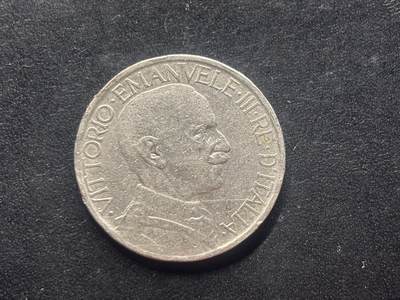 · VITTORIO · EMANVELE · III · RE · D'ITALIA ·